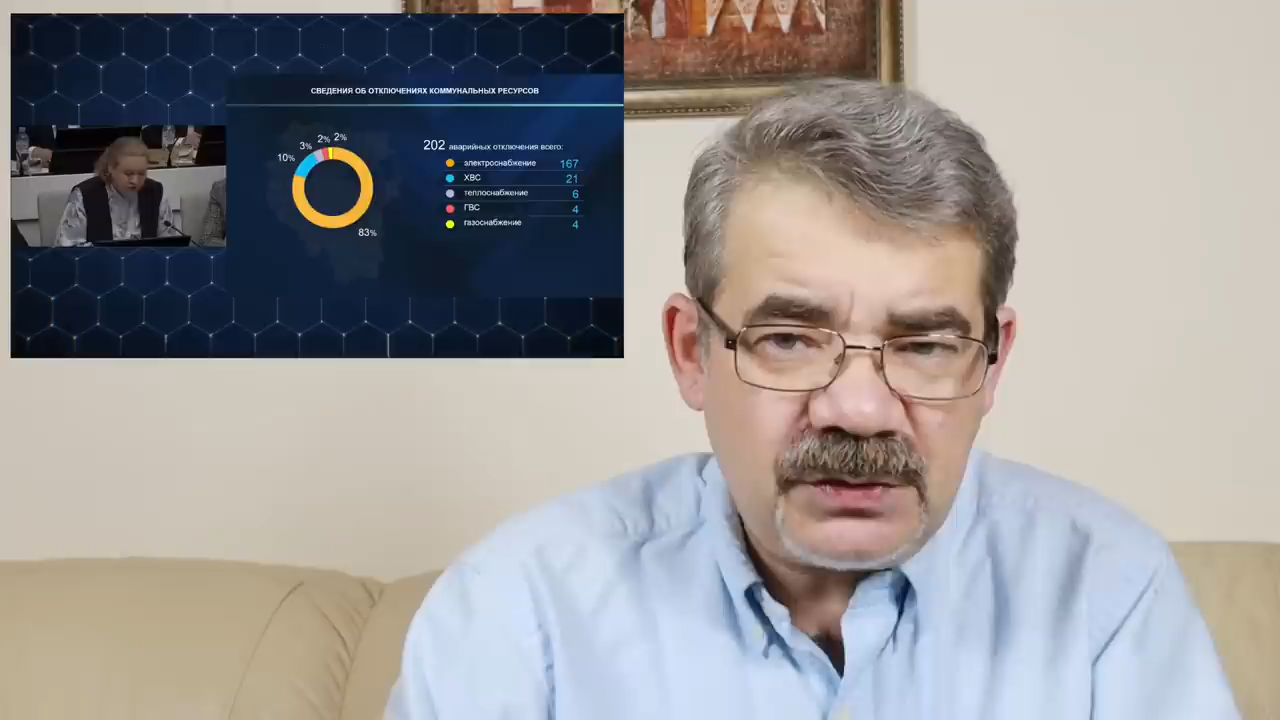 СВЕДЕНИЯ ОБ ОТКЛЮЧЕНИЯХ КОММУНАЛЬНЫХ РЕСУРСОВ
202 аварийных отключения всего:
электроснабжение 167
ХВС 21
теплоснабжение 6
ГВС 4
газоснабжение 4
10%
3%
2%
2%
83%